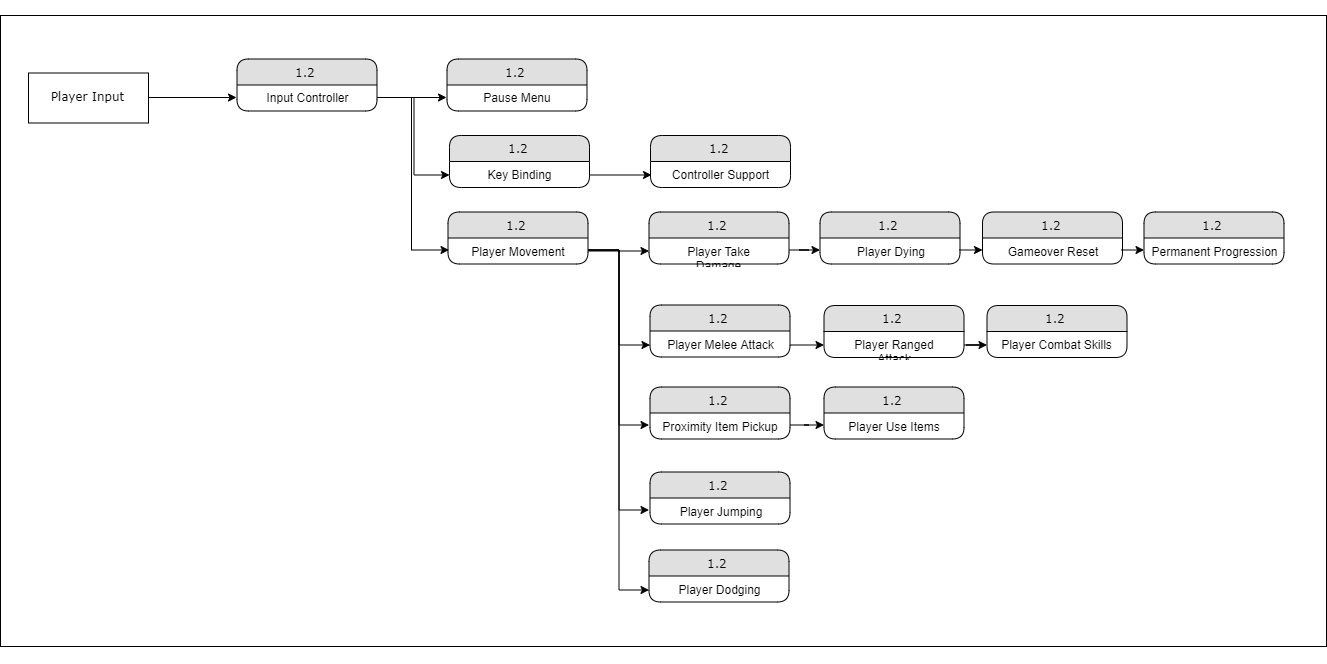 1.2
1.2
Player Input
Input Controller
Pause Menu
1.2
1.2
Key Binding
Controller Support
1.2
1.2
1.2
1.2
1.2
Player Movement
Player Take
Damage
Player Dying
Gameover Reset
Permanent Progression
1.2
1.2
1.2
Player Melee Attack
Player Ranged
Attack
Player Combat Skills
1.2
1.2
Proximity Item Pickup
Player Use Items
1.2
Player Jumping
1.2
Player Dodging